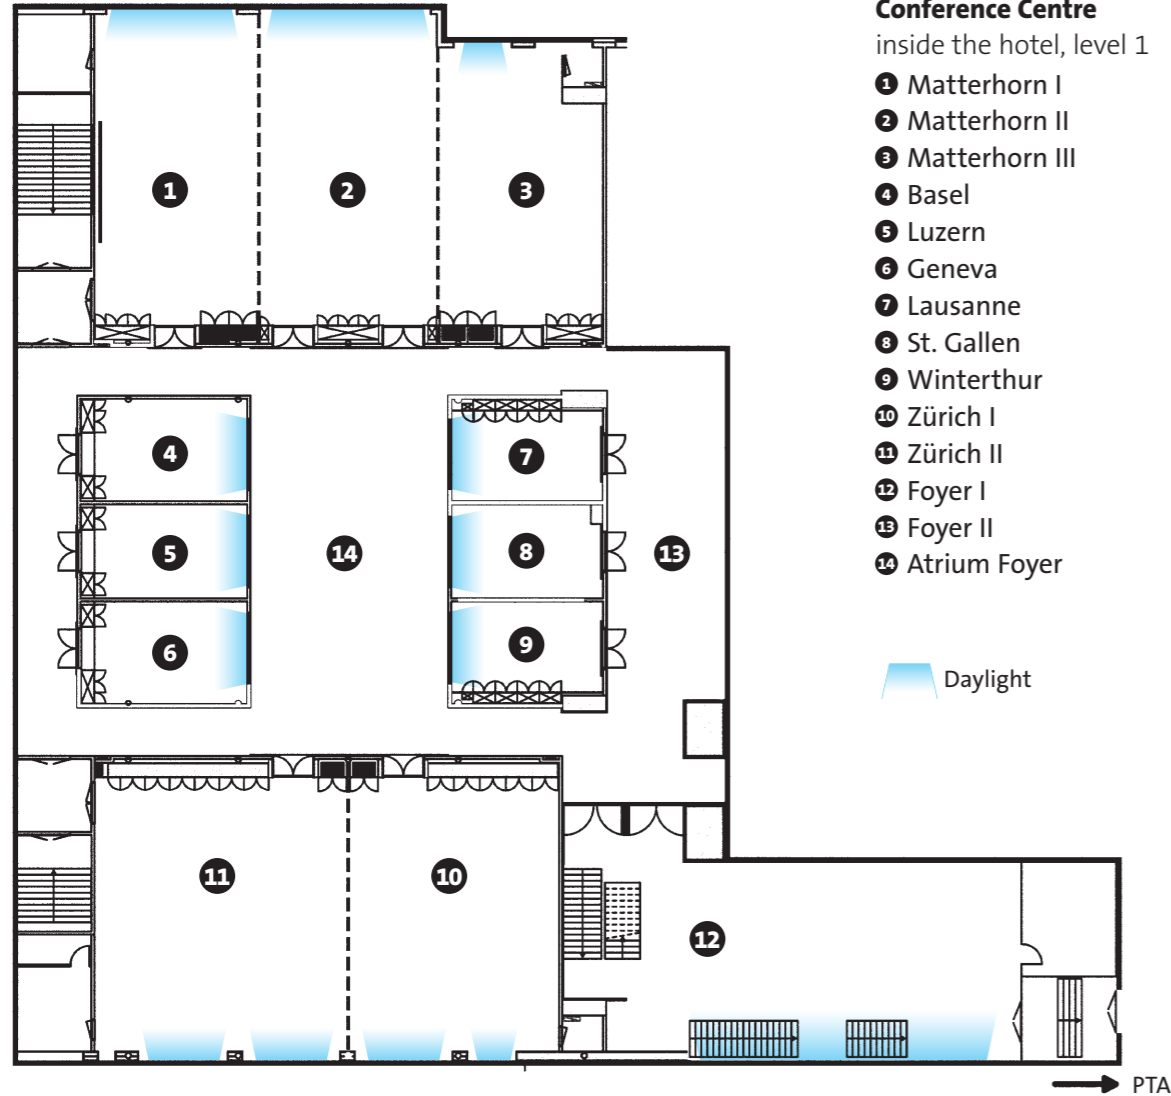 Conference Centre
inside the hotel, level 1
1 Matterhorn I
2 Matterhorn II
3 Matterhorn III
4 Basel
5 Luzern
6 Geneva
7 Lausanne
8 St. Gallen
9 Winterthur
10 Zürich I
11 Zürich II
12 Foyer I
13 Foyer II
14 Atrium Foyer
Daylight
1
2
3
4
7
5
14
8
13
6
9
11
10
12
PTA